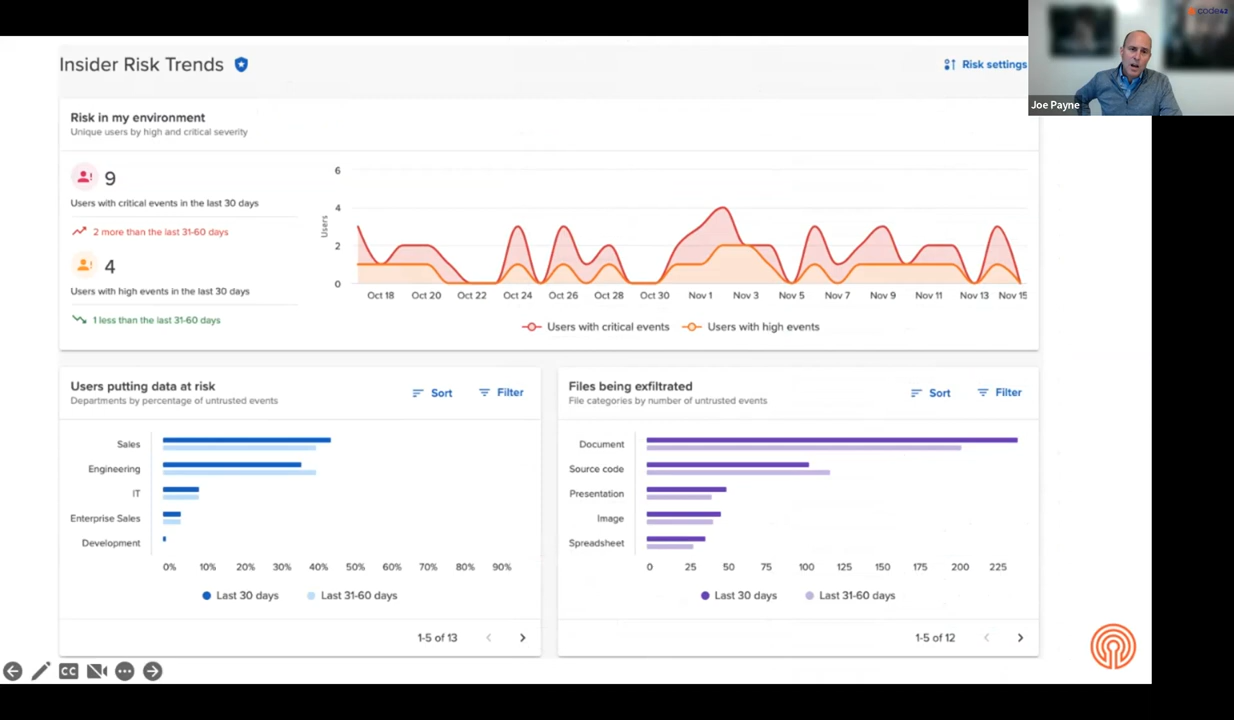 code42
Joe Payne
Insider Risk Trends
Risk settings
Risk in my environment
Unique users by high and critical severity
9
Users with critical events in the last 30 days
2 more than the last 31-60 days
4
Users with high events in the last 30 days
1 less than the last 31-60 days
Users
6
4
2
0
Oct 18 Oct 20 Oct 22 Oct 24 Oct 26 Oct 28 Oct 30 Nov 1 Nov 3 Nov 5 Nov 7 Nov 9 Nov 11 Nov 13 Nov 15
Users with critical events Users with high events
Users putting data at risk
Departments by percentage of untrusted events
Sort Filter
Sales
Engineering
IT
Enterprise Sales
Development
0% 10% 20% 30% 40% 50% 60% 70% 80% 90%
Last 30 days Last 31-60 days
1-5 of 13
Files being exfiltrated
File categories by number of untrusted events
Sort Filter
Document
Source code
Presentation
Image
Spreadsheet
0 25 50 75 100 125 150 175 200 225
Last 30 days Last 31-60 days
1-5 of 12
CC